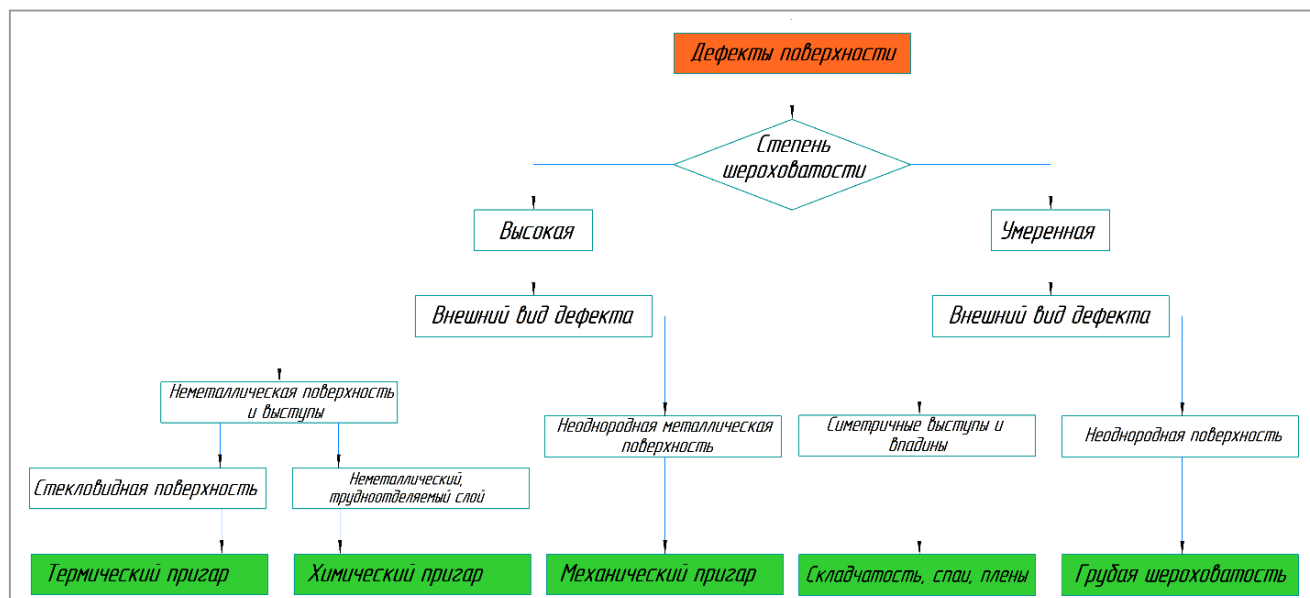 Дефекты поверхности
Степень
шероховатости
Высокая
Умеренная
Внешний вид дефекта
Внешний вид дефекта
Неметаллическая поверхность
и выступы
Неоднородная металлическая
поверхность
Симетричные выступы и
впадины
Неоднородная поверхность
Стекловидная поверхность
Неметаллический,
трудноотделяемый слой
Термический пригар
Химический пригар
Механический пригар
Складчатость, спаи, плены
Грубая шероховатость